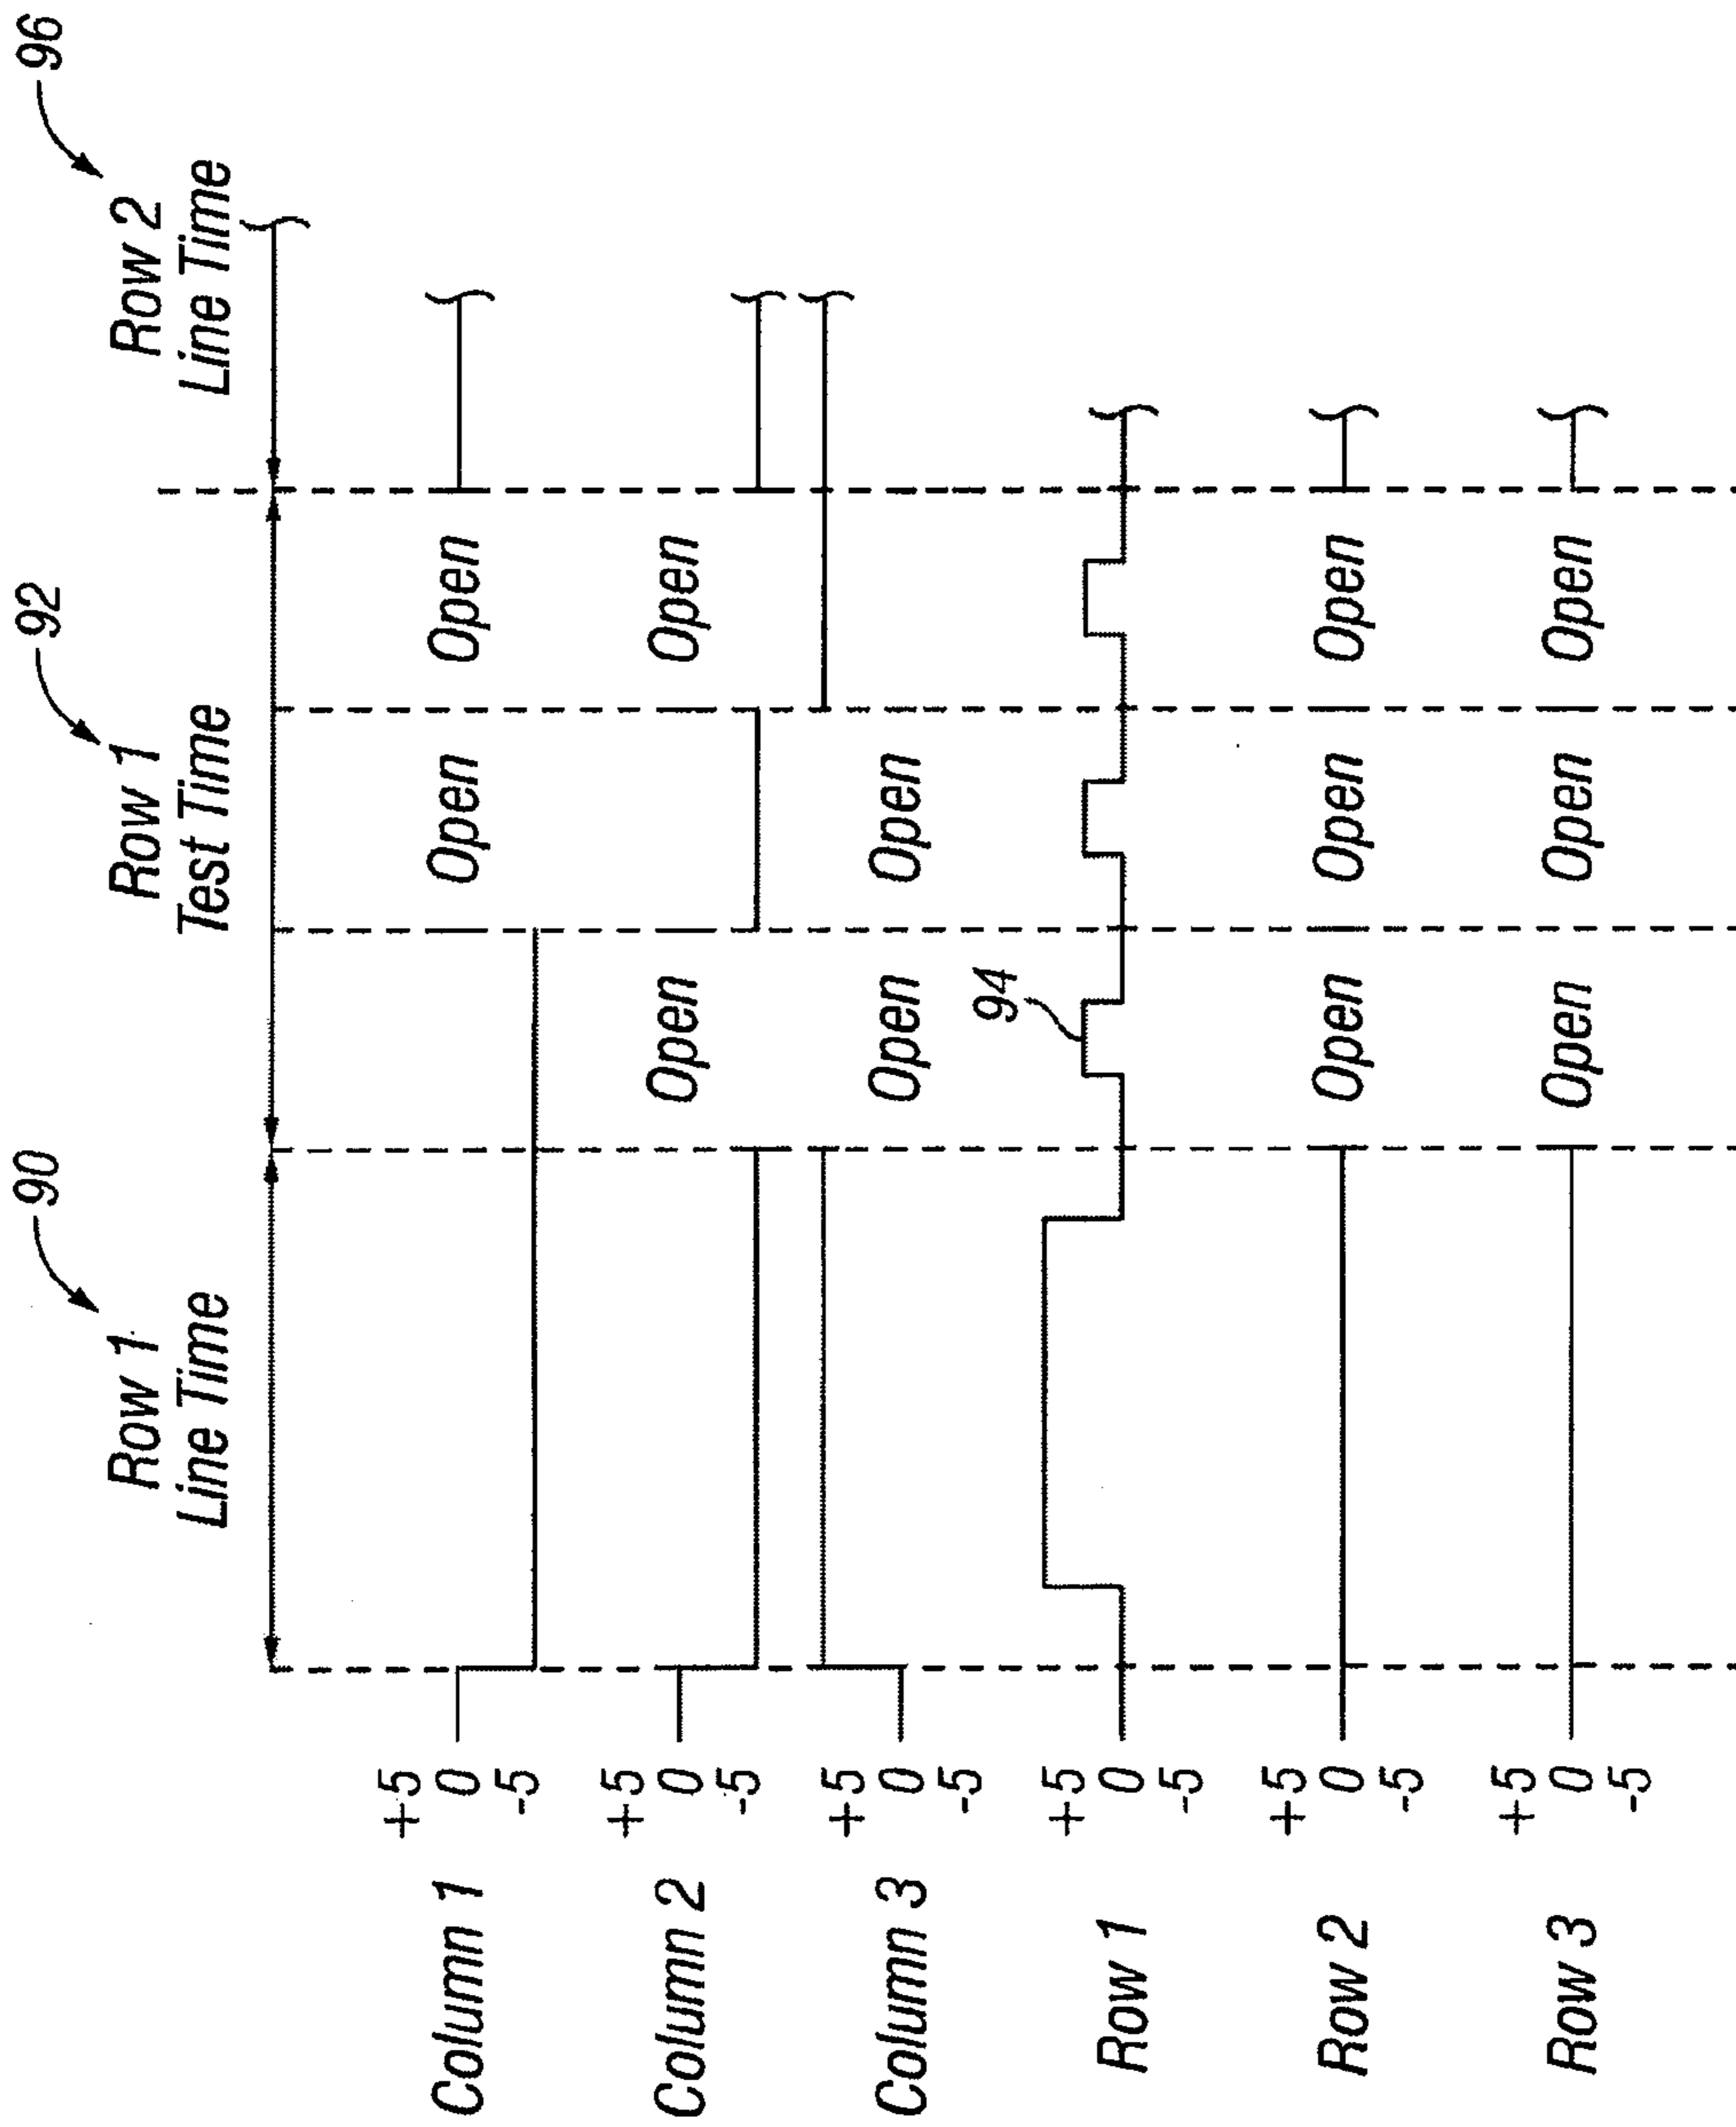 90
92
96
Row 1
Line Time
Row 1
Test Time
Row 2
Line Time
Column 1
+5
0
-5
Open
Open
Column 2
+5
0
-5
Open
Open
Column 3
+5
0
-5
Open
Open
94
Row 1
+5
0
-5
Row 2
+5
0
-5
Open
Open
Open
Row 3
+5
0
-5
Open
Open
Open